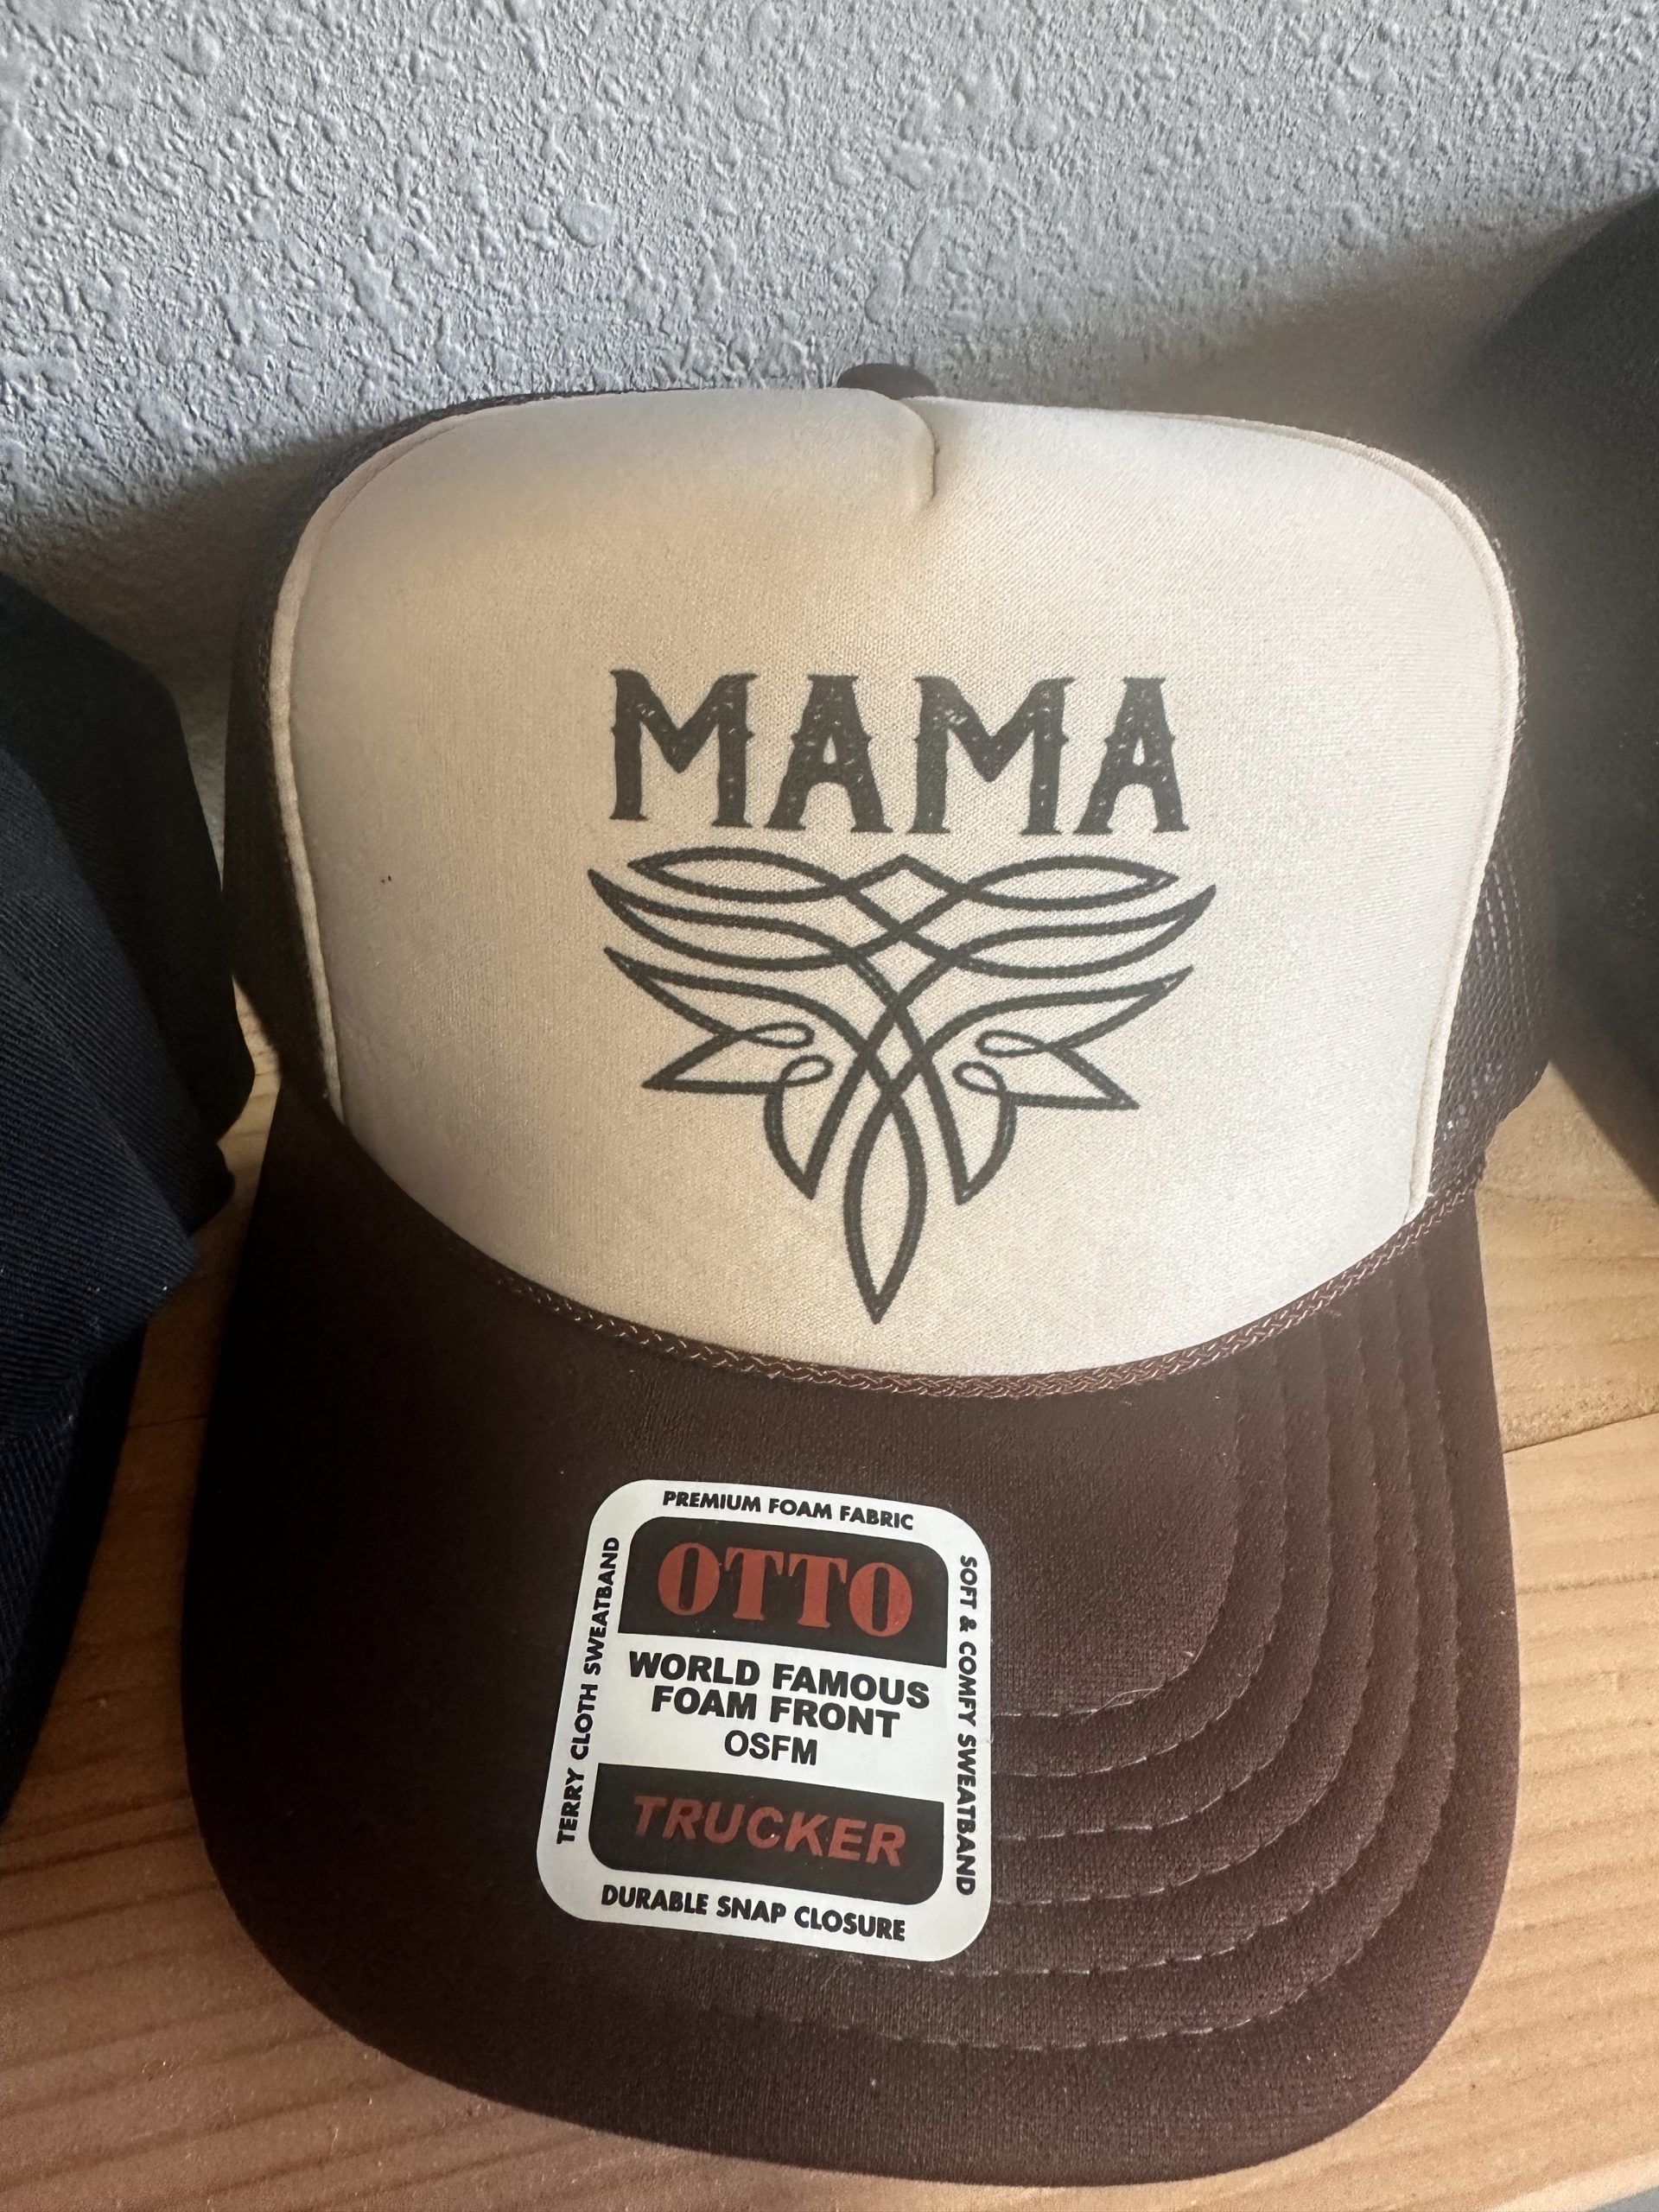 MAMA
PREMIUM FOAM FABRIC
OTTO
WORLD FAMOUS
FOAM FRONT
OSFM
TRUCKER
DURABLE SNAP CLOSURE
TERRY CLOTH SWEATBAND
SOFT & COMFY SWEATBAND